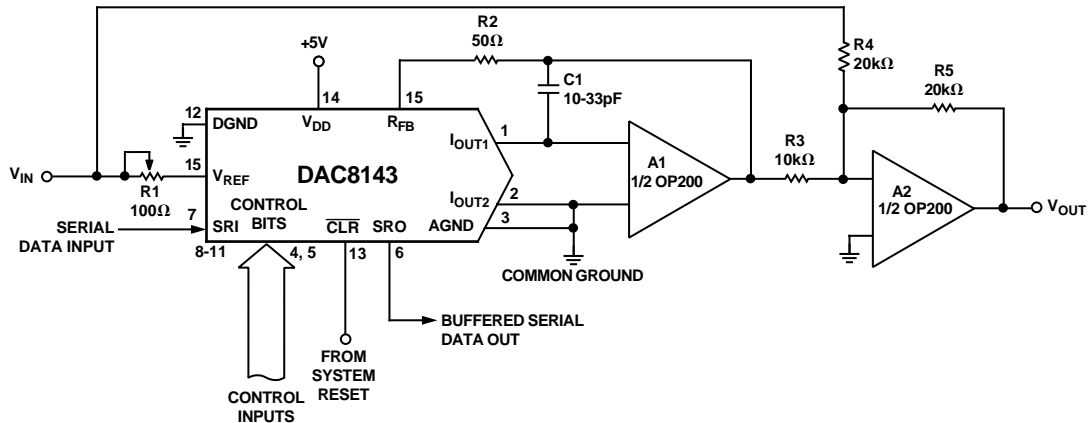 +5V
R2
50Ω
R4
20kΩ
R5
20kΩ
C1
10-33pF
14
15
12
DGND
VDD
RFB
IOUT1
1
VIN
15
VREF
DAC8143
R1
100Ω
CONTROL
BITS
IOUT2
2
AGND
3
A1
1/2 OP200
R3
10kΩ
A2
1/2 OP200
VOUT
SERIAL
DATA INPUT
7
SRI
CLR
SRO
8-11
4, 5
13
6
COMMON GROUND
BUFFERED SERIAL
DATA OUT
FROM
SYSTEM
RESET
CONTROL
INPUTS